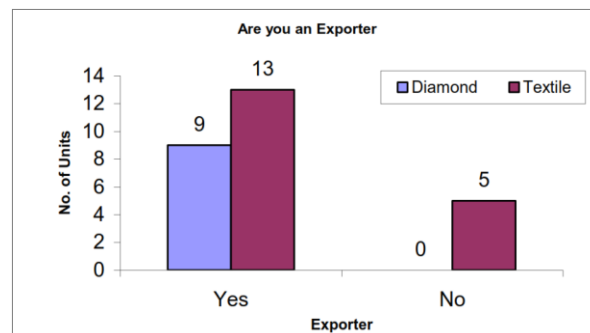 Are you an Exporter
13
14
Diamond
Textile
12
9
10
8
No. of Units
5
6
4
2
0
0
Yes
No
Exporter